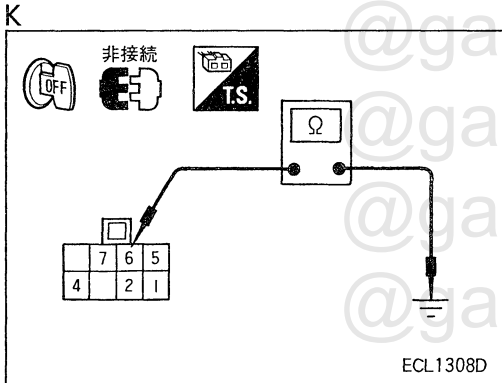 K
@ga
非接続
OFF
T.S.
Ω
@ga
@ga
7 6 5
4 2 1
@ga
ECL1308D